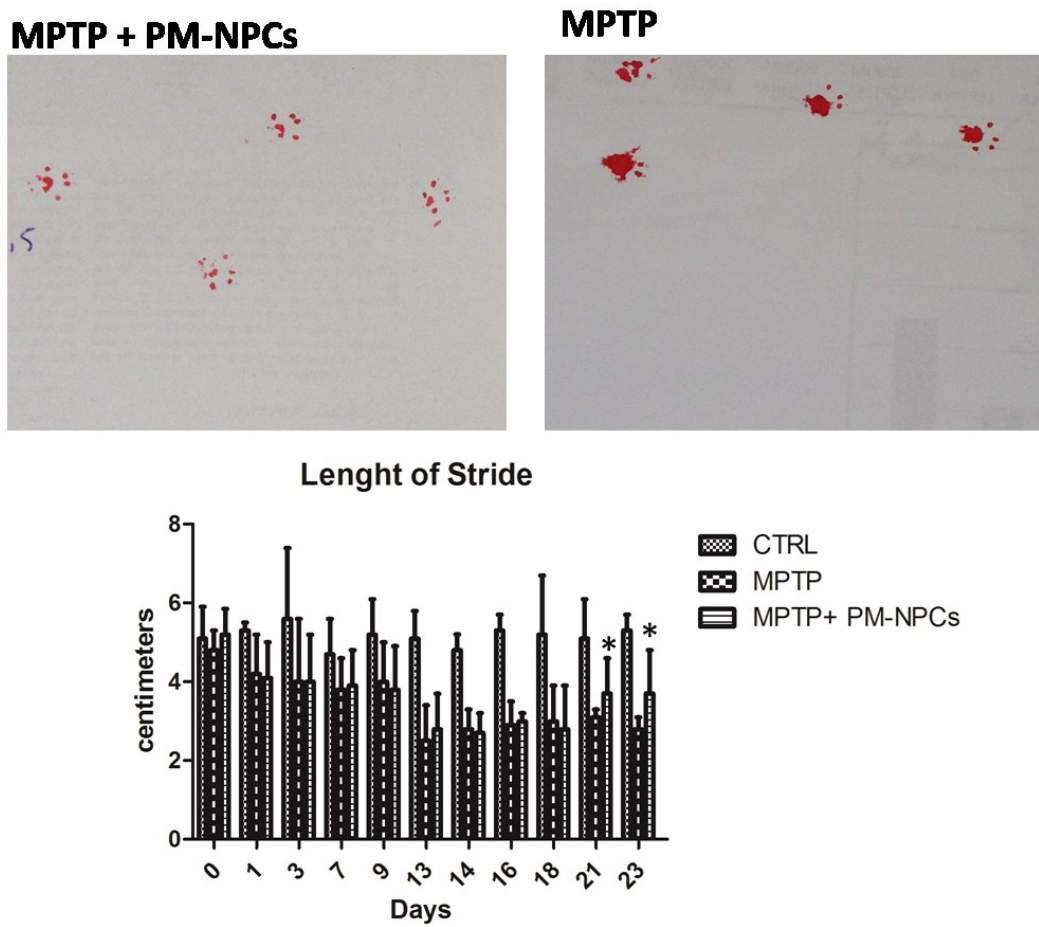 MPTP + PM-NPCs
MPTP
,5
Lenght of Stride
8
6
4
2
0
centimeters
* *
0 1 3 7 9 13 14 16 18 21 23
Days
CTRL
MPTP
MPTP+ PM-NPCs